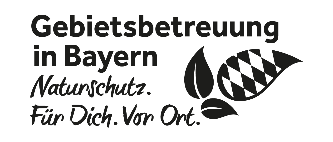 Gebietsbetreuung
in Bayern
Naturschutz.
Für Dich. Vor Ort.